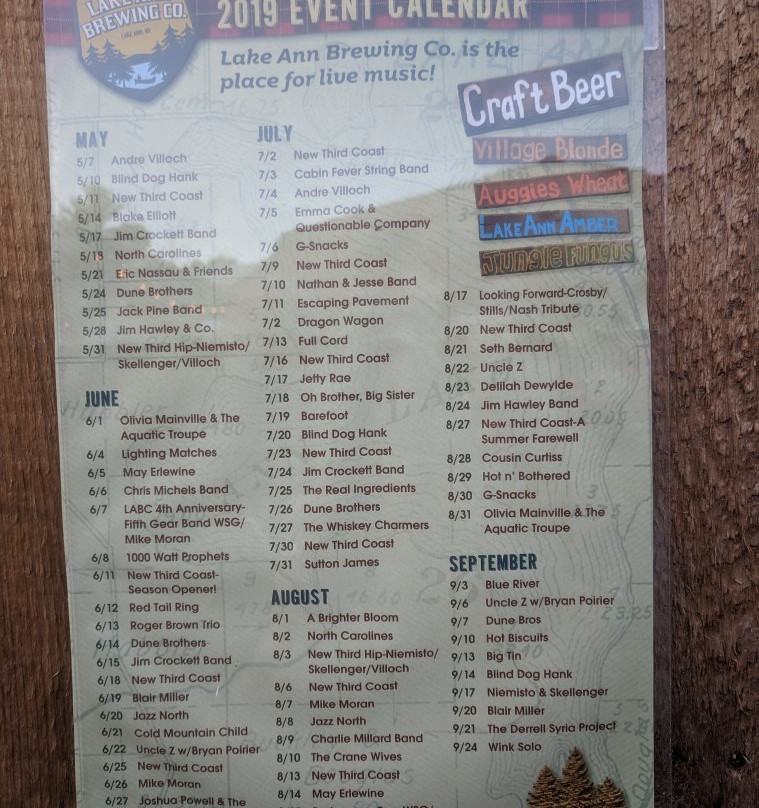 LAKE
BREWING CO.
LAKE ANN, MI
2019 EVENT CALENDAR
Lake Ann Brewing Co. is the
place for live music!
Craft Beer
Village Blonde
Auggies Wheat
LAKE ANN AMBER
Jungle Fungus
MAY
5/7 Andre Villoch
5/10 Blind Dog Hank
5/11 New Third Coast
5/14 Blake Elliott
5/17 Jim Crockett Band
5/18 North Carolines
5/21 Eric Nassau & Friends
5/24 Dune Brothers
5/25 Jack Pine Band
5/28 Jim Hawley & Co.
5/31 New Third Hip-Niemisto/
Skellenger/Villoch
JUNE
6/1 Olivia Mainville & The
Aquatic Troupe
6/4 Lighting Matches
6/5 May Erlewine
6/6 Chris Michels Band
6/7 LABC 4th Anniversary-
Fifth Gear Band WSG/
Mike Moran
6/8 1000 Watt Prophets
6/11 New Third Coast-
Season Opener!
6/12 Red Tail Ring
6/13 Roger Brown Trio
6/14 Dune Brothers
6/15 Jim Crockett Band
6/18 New Third Coast
6/19 Blair Miller
6/20 Jazz North
6/21 Cold Mountain Child
6/22 Uncle Z w/Bryan Poirier
6/25 New Third Coast
6/26 Mike Moran
6/27 Joshua Powell & The
JULY
7/2 New Third Coast
7/3 Cabin Fever String Band
7/4 Andre Villoch
7/5 Emma Cook &
Questionable Company
7/6 G-Snacks
7/9 New Third Coast
7/10 Nathan & Jesse Band
7/11 Escaping Pavement
7/2 Dragon Wagon
7/13 Full Cord
7/16 New Third Coast
7/17 Jetty Rae
7/18 Oh Brother, Big Sister
7/19 Barefoot
7/20 Blind Dog Hank
7/23 New Third Coast
7/24 Jim Crockett Band
7/25 The Real Ingredients
7/26 Dune Brothers
7/27 The Whiskey Charmers
7/30 New Third Coast
7/31 Sutton James
AUGUST
8/1 A Brighter Bloom
8/2 North Carolines
8/3 New Third Hip-Niemisto/
Skellenger/Villoch
8/6 New Third Coast
8/7 Mike Moran
8/8 Jazz North
8/9 Charlie Millard Band
8/10 The Crane Wives
8/13 New Third Coast
8/14 May Erlewine
8/17 Looking Forward-Crosby/
Stills/Nash Tribute
8/20 New Third Coast
8/21 Seth Bernard
8/22 Uncle Z
8/23 Delilah Dewylde
8/24 Jim Hawley Band
8/27 New Third Coast-A
Summer Farewell
8/28 Cousin Curtiss
8/29 Hot n' Bothered
8/30 G-Snacks
8/31 Olivia Mainville & The
Aquatic Troupe
SEPTEMBER
9/3 Blue River
9/6 Uncle Z w/Bryan Poirier
9/7 Dune Bros
9/10 Hot Biscuits
9/13 Big Tin
9/14 Blind Dog Hank
9/17 Niemisto & Skellenger
9/20 Blair Miller
9/21 The Derrell Syria Project
9/24 Wink Solo